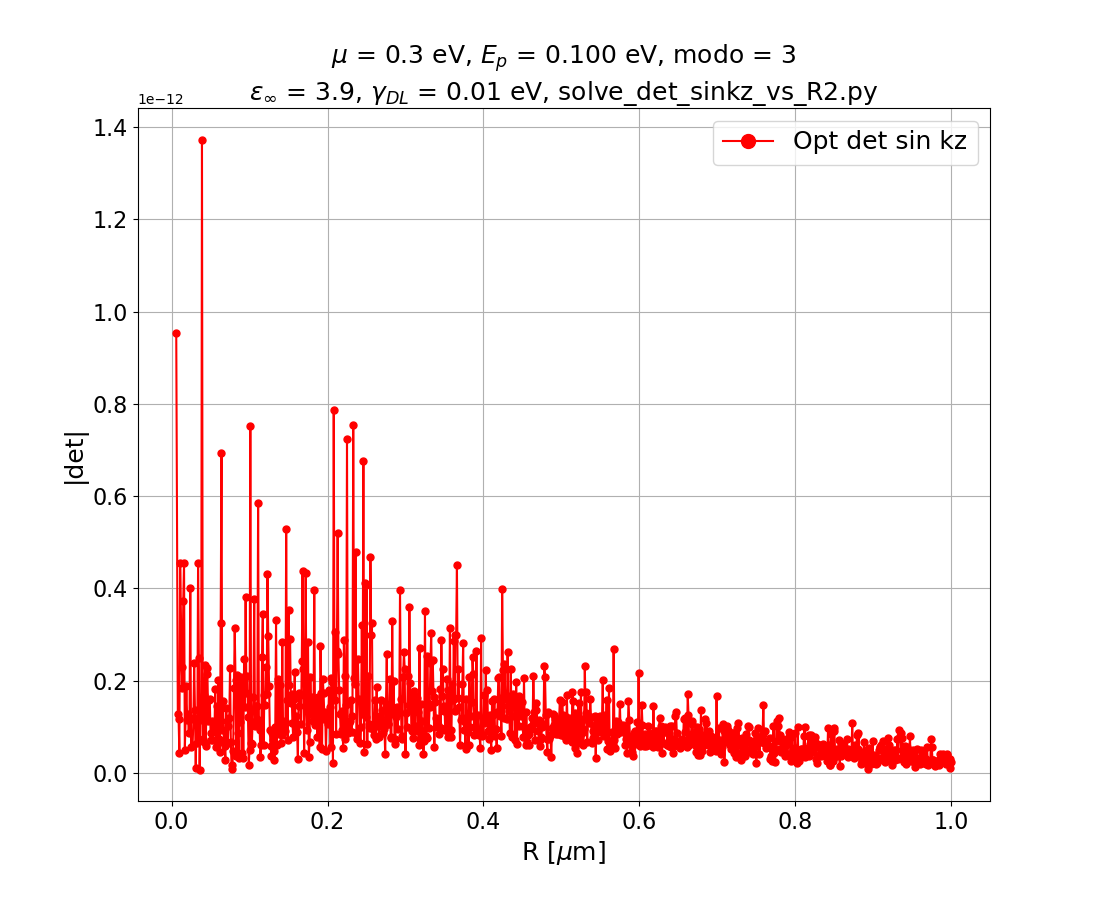 μ = 0.3 eV, E_p = 0.100 eV, modo = 3
ε_∞ = 3.9, γ_DL = 0.01 eV, solve_det_sinkz_vs_R2.py
1e−12
Opt det sin kz
1.4
1.2
1.0
0.8
0.6
0.4
0.2
0.0
|det|
0.0 0.2 0.4 0.6 0.8 1.0
R [μm]